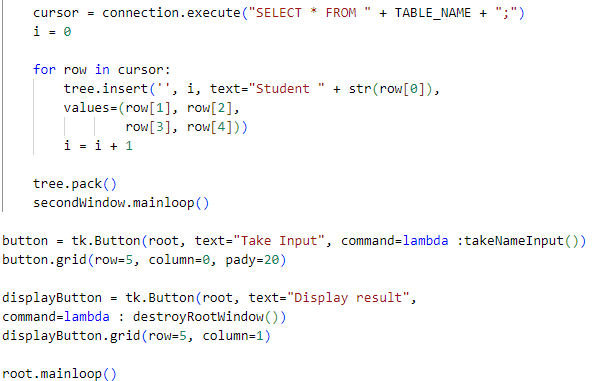 cursor = connection.execute("SELECT * FROM " + TABLE_NAME + ";")
i = 0
for row in cursor:
tree.insert('', i, text="Student " + str(row[0]),
values=(row[1], row[2],
row[3], row[4]))
i = i + 1
tree.pack()
secondWindow.mainloop()
button = tk.Button(root, text="Take Input", command=lambda :takeNameInput())
button.grid(row=5, column=0, pady=20)
displayButton = tk.Button(root, text="Display result",
command=lambda : destroyRootWindow())
displayButton.grid(row=5, column=1)
root.mainloop()